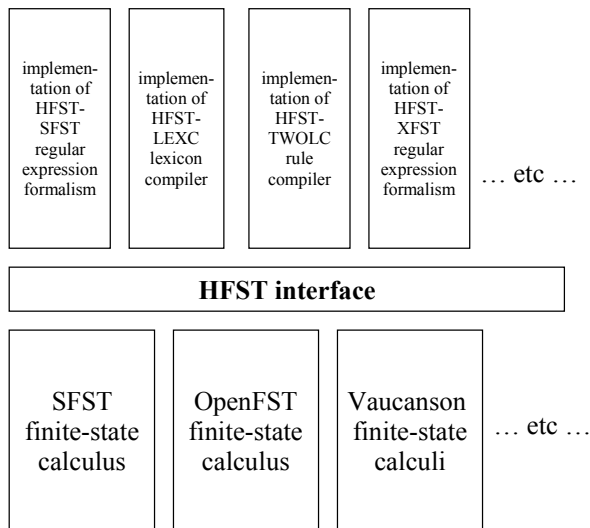 implemen-
tation of
HFST-
SFST
regular
expression
formalism
implemen-
tation of
HFST-
LEXC
lexicon
compiler
implemen-
tation of
HFST-
TWOLC
rule
compiler
implemen-
tation of
HFST-
XFST
regular
expression
formalism
… etc …
HFST interface
SFST
finite-state
calculus
OpenFST
finite-state
calculus
Vaucanson
finite-state
calculi
… etc …